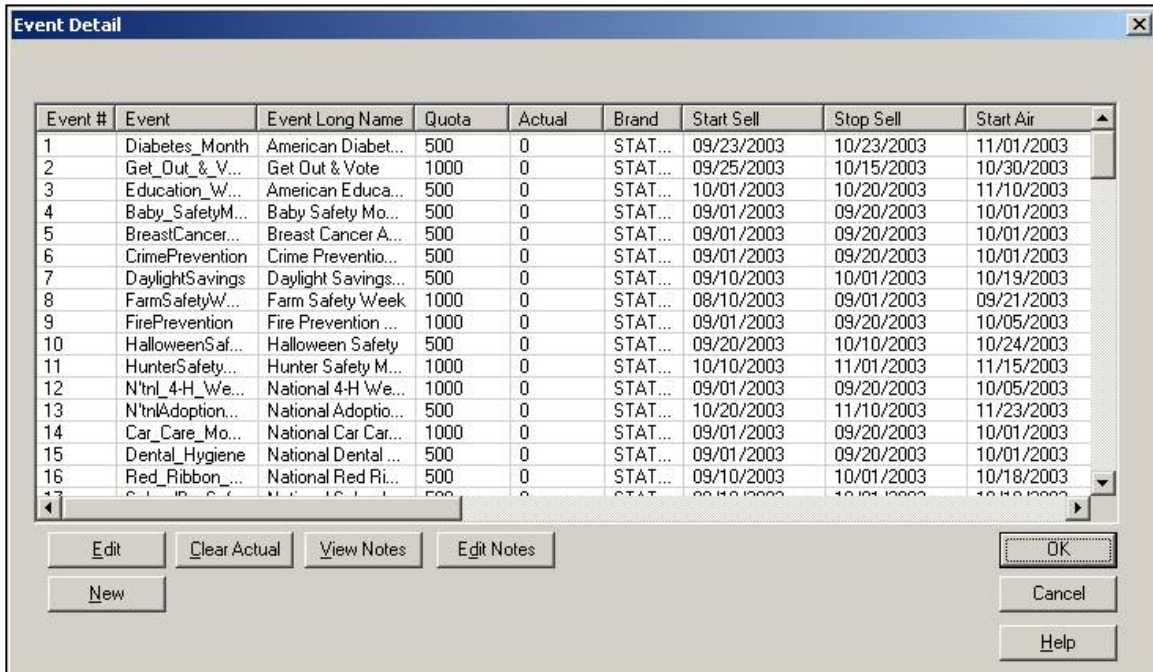 Event Detail
Event # Event Event Long Name Quota Actual Brand Start Sell Stop Sell Start Air
1 Diabetes_Month American Diabet... 500 0 STAT... 09/23/2003 10/23/2003 11/01/2003
2 Get_Out_&_V... Get Out & Vote 1000 0 STAT... 09/25/2003 10/15/2003 10/30/2003
3 Education_W... American Educa... 500 0 STAT... 10/01/2003 10/20/2003 11/10/2003
4 Baby_SafetyM... Baby Safety Mo... 500 0 STAT... 09/01/2003 09/20/2003 10/01/2003
5 BreastCancer... Breast Cancer A... 500 0 STAT... 09/01/2003 09/20/2003 10/01/2003
6 CrimePrevention Crime Preventio... 500 0 STAT... 09/01/2003 09/20/2003 10/01/2003
7 DaylightSavings Daylight Savings... 500 0 STAT... 09/10/2003 10/01/2003 10/19/2003
8 FarmSafetyW... Farm Safety Week 1000 0 STAT... 08/10/2003 09/01/2003 09/21/2003
9 FirePrevention Fire Prevention ... 1000 0 STAT... 09/01/2003 09/20/2003 10/05/2003
10 HalloweenSaf... Halloween Safety 500 0 STAT... 09/20/2003 10/10/2003 10/24/2003
11 HunterSafety... Hunter Safety M... 1000 0 STAT... 10/10/2003 11/01/2003 11/15/2003
12 N'tnl_4-H_We... National 4-H We... 1000 0 STAT... 09/01/2003 09/20/2003 10/05/2003
13 N'tnlAdoption... National Adoptio... 500 0 STAT... 10/20/2003 11/10/2003 11/23/2003
14 Car_Care_Mo... National Car Car... 1000 0 STAT... 09/01/2003 09/20/2003 10/01/2003
15 Dental_Hygiene National Dental ... 500 0 STAT... 09/01/2003 09/20/2003 10/01/2003
16 Red_Ribbon_... National Red Ri... 500 0 STAT... 09/10/2003 10/01/2003 10/18/2003
Edit Clear Actual View Notes Edit Notes OK
New Cancel
Help